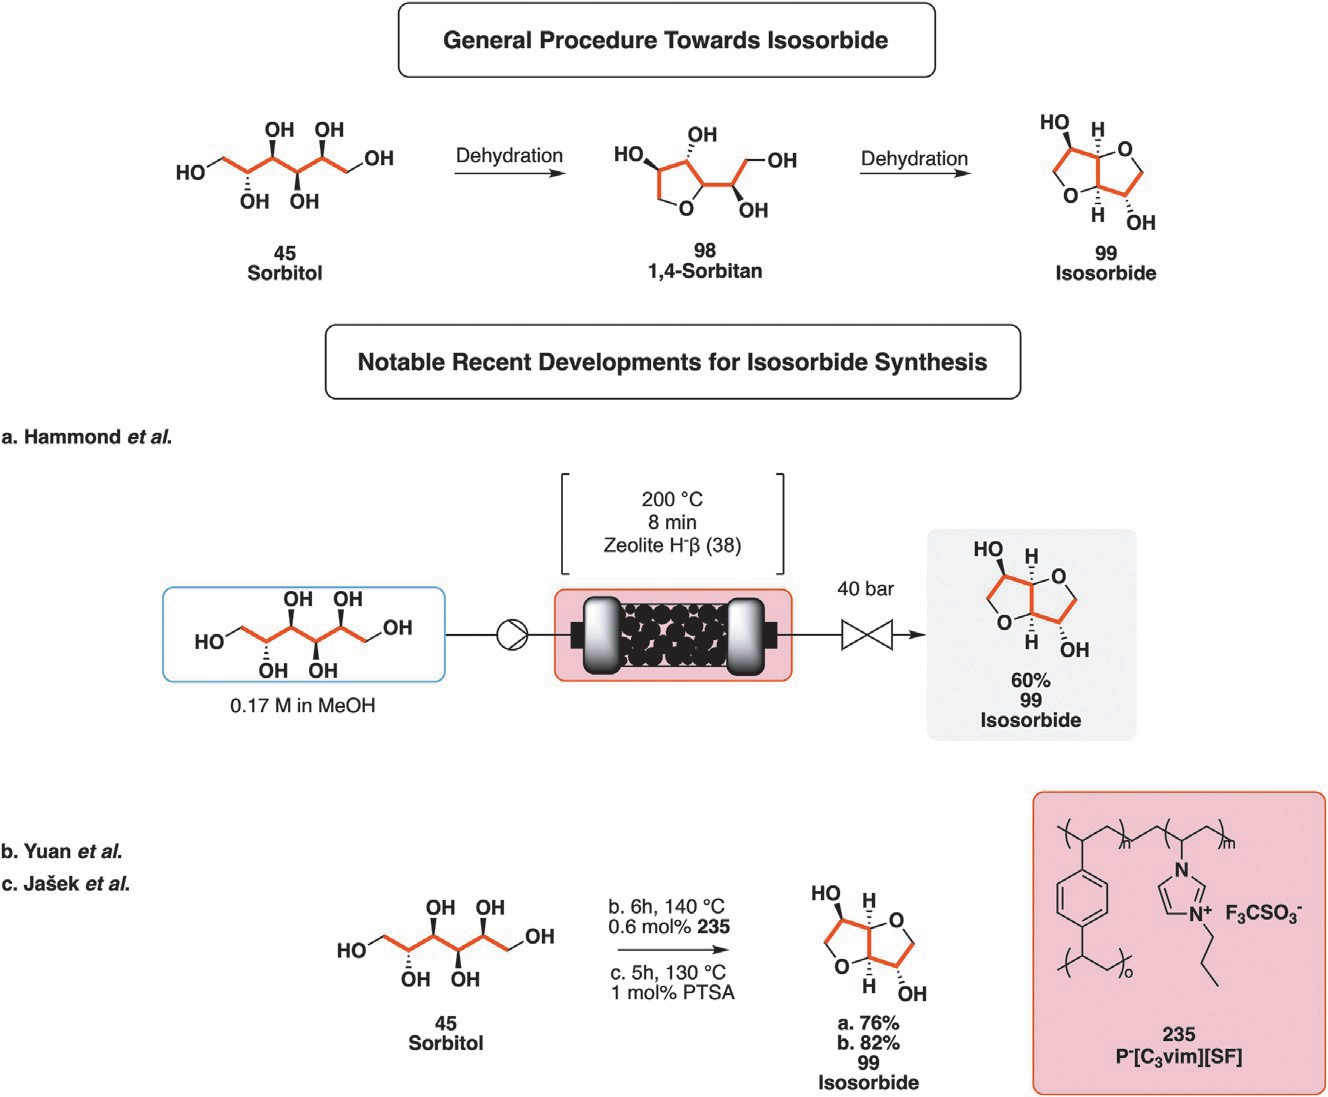 General Procedure Towards Isosorbide
HO OH OH OH OH OH
45
Sorbitol
Dehydration
HO OH OH O OH
98
1,4-Sorbitan
Dehydration
HO H O O H OH
99
Isosorbide
Notable Recent Developments for Isosorbide Synthesis
a. Hammond et al.
200 °C
8 min
Zeolite H-β (38)
HO OH OH OH OH OH
0.17 M in MeOH
40 bar
HO H O O H OH
60%
99
Isosorbide
b. Yuan et al.
c. Jašek et al.
HO OH OH OH OH OH
45
Sorbitol
b. 6h, 140 °C
0.6 mol% 235
c. 5h, 130 °C
1 mol% PTSA
HO H O O H OH
a. 76%
b. 82%
99
Isosorbide
n m
N
N+ F3CSO3-
o
235
P-[C3vim][SF]